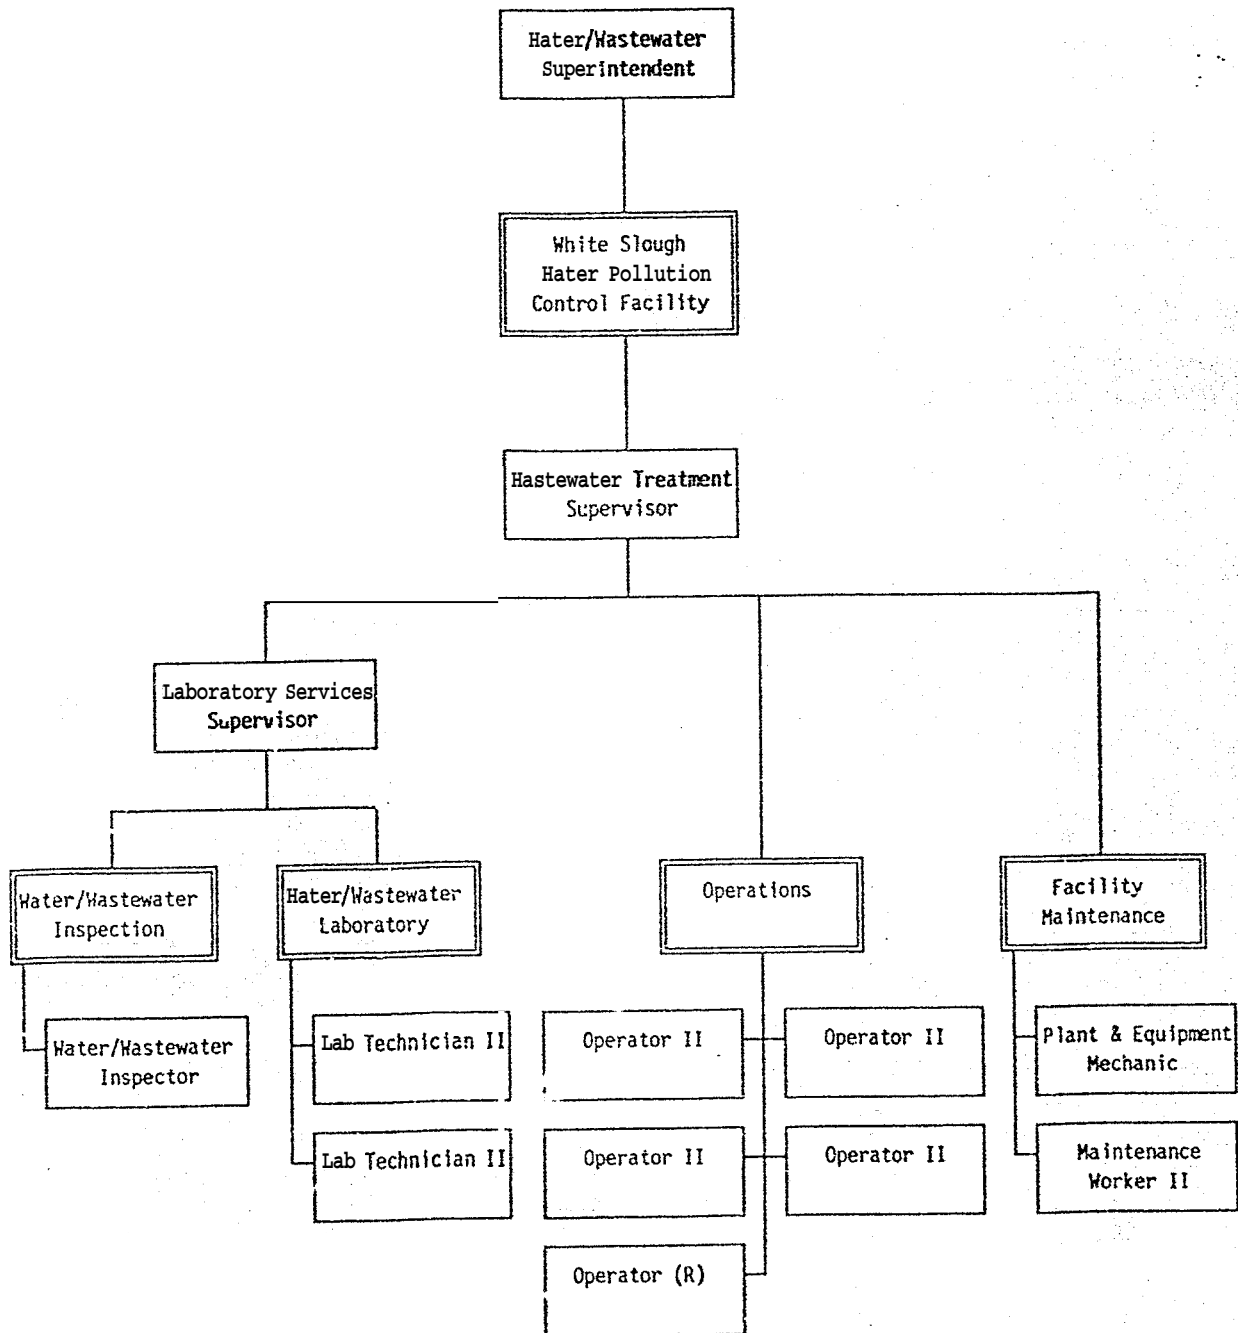 Hater/Wastewater
Superintendent
White Slough
Hater Pollution
Control Facility
Hastewater Treatment
Supervisor
Laboratory Services
Supervisor
Water/Wastewater
Inspection
Hater/Wastewater
Laboratory
Operations
Facility
Maintenance
Water/Wastewater
Inspector
Lab Technician II
Lab Technician II
Operator II
Operator II
Operator II
Operator II
Operator (R)
Plant & Equipment
Mechanic
Maintenance
Worker II